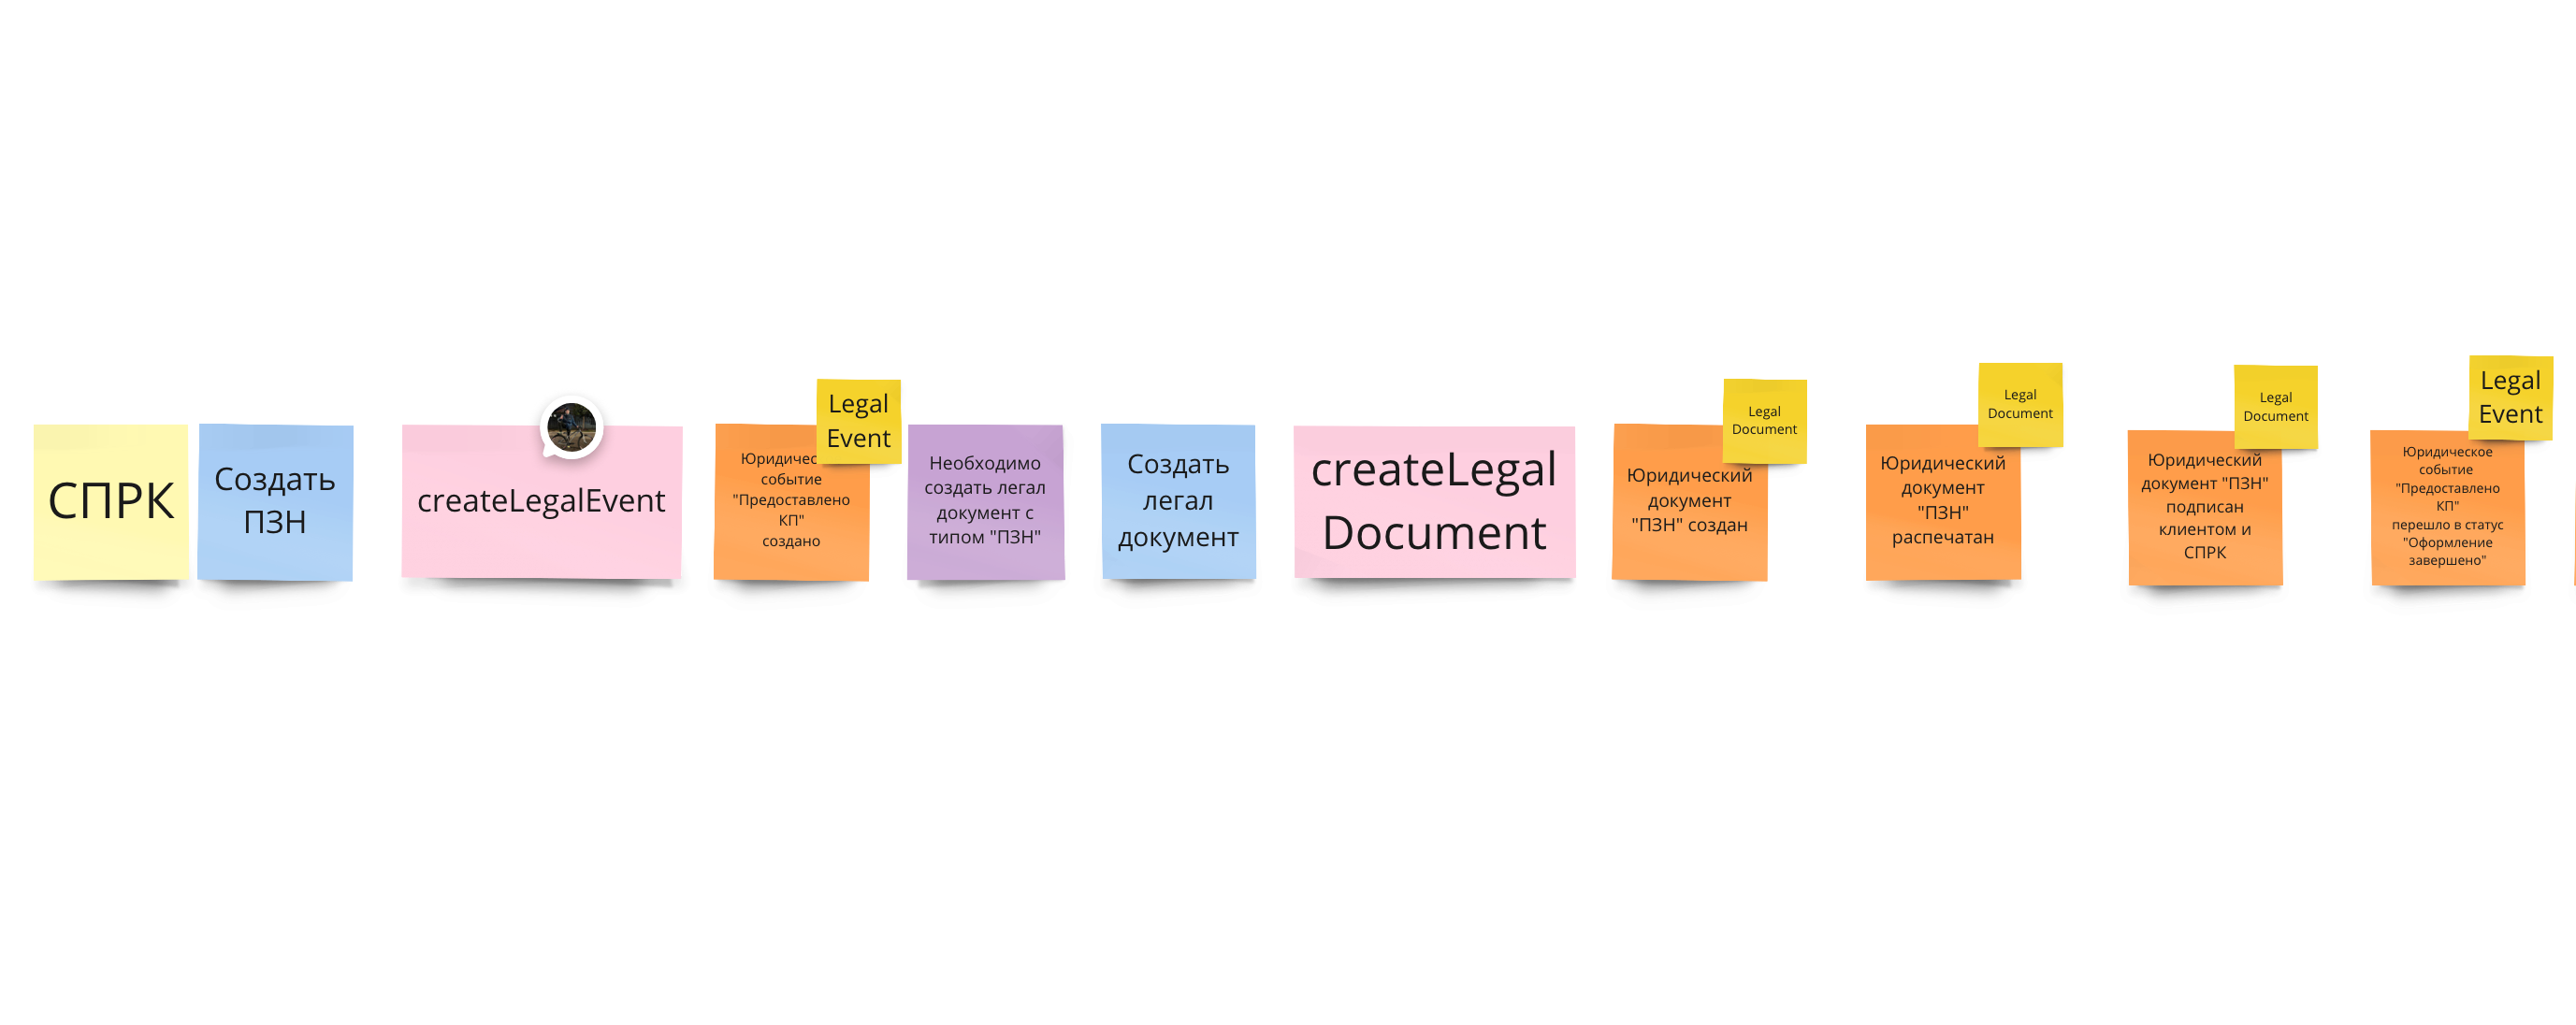 СПРК
Создать
ПЗН
createLegalEvent
Legal
Event
событие
"Предоставлено
КП"
создано
Необходимо
создать легал
документ с
типом "ПЗН"
Создать
легал
документ
createLegal
Document
Legal
Document
Юридический
документ
"ПЗН" создан
Legal
Document
Юридический
документ
"ПЗН"
распечатан
Legal
Document
Юридический
документ "ПЗН"
подписан
клиентом и
СПРК
Legal
Event
Юридическое
событие
"Предоставлено
КП"
перешло в статус
"Оформление
завершено"